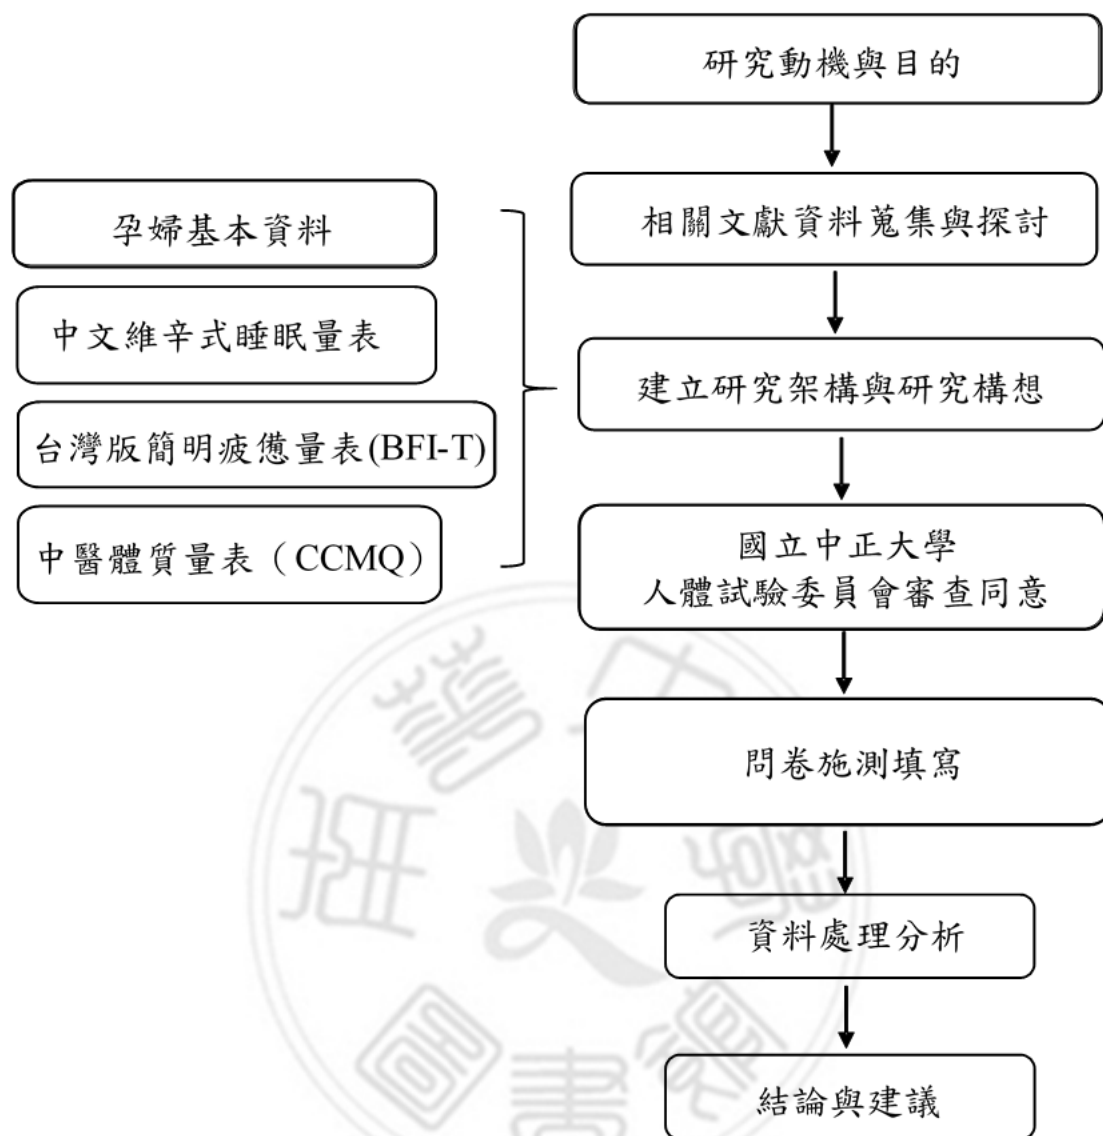 研究動機與目的
相關文獻資料蒐集與探討
孕婦基本資料
中文維辛式睡眠量表
台灣版簡明疲憊量表(BFI-T)
中醫體質量表（CCMQ）
建立研究架構與研究構想
國立中正大學
人體試驗委員會審查同意
問卷施測填寫
資料處理分析
結論與建議